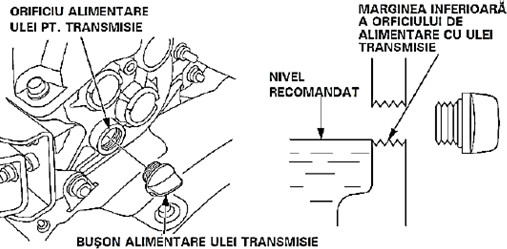 ORIFICIU ALIMENTARE
ULEI PT. TRANSMISIE
MARGINEA INFERIOARĂ
A ORIFICIULUI DE
ALIMENTARE CU ULEI
TRANSMISIE
NIVEL
RECOMANDAT
BUŞON ALIMENTARE ULEI TRANSMISIE